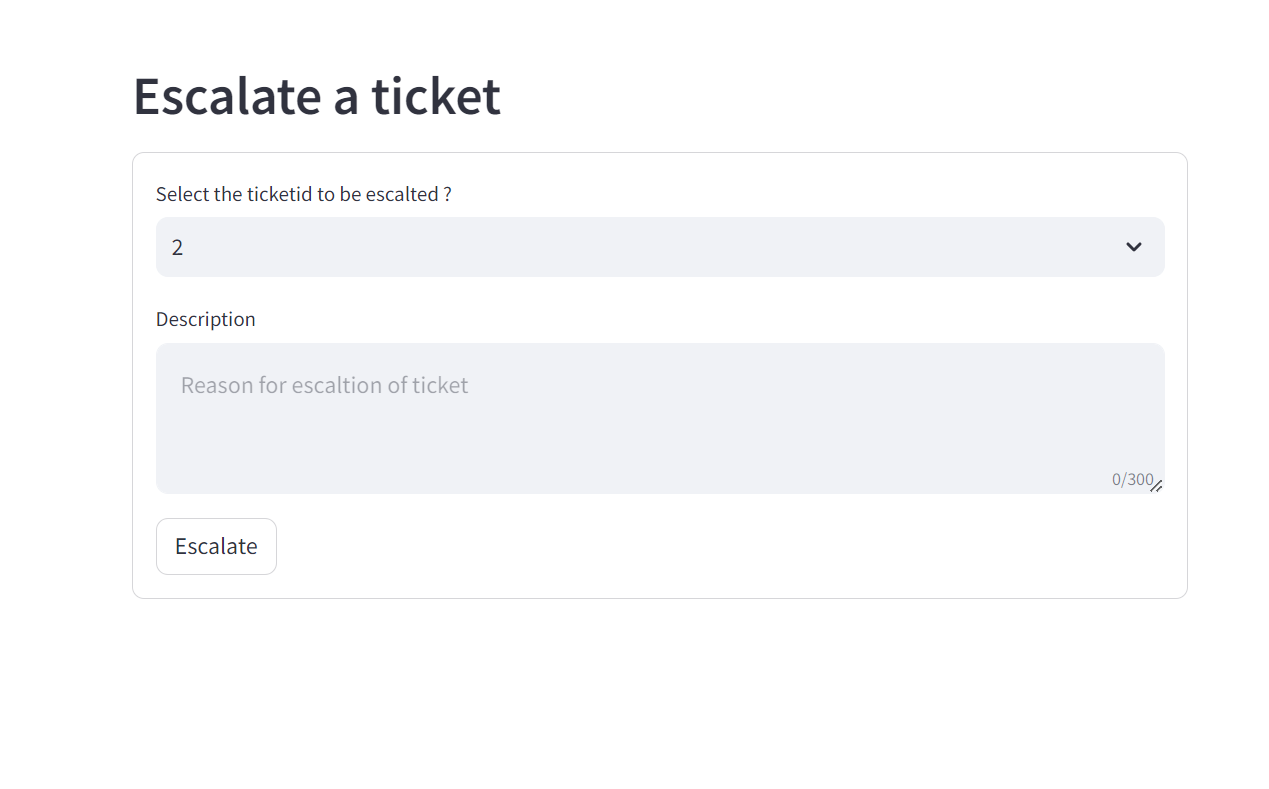 Escalate a ticket
Select the ticketid to be escalted ?
2
Description
Reason for escaltion of ticket
0/300
Escalate